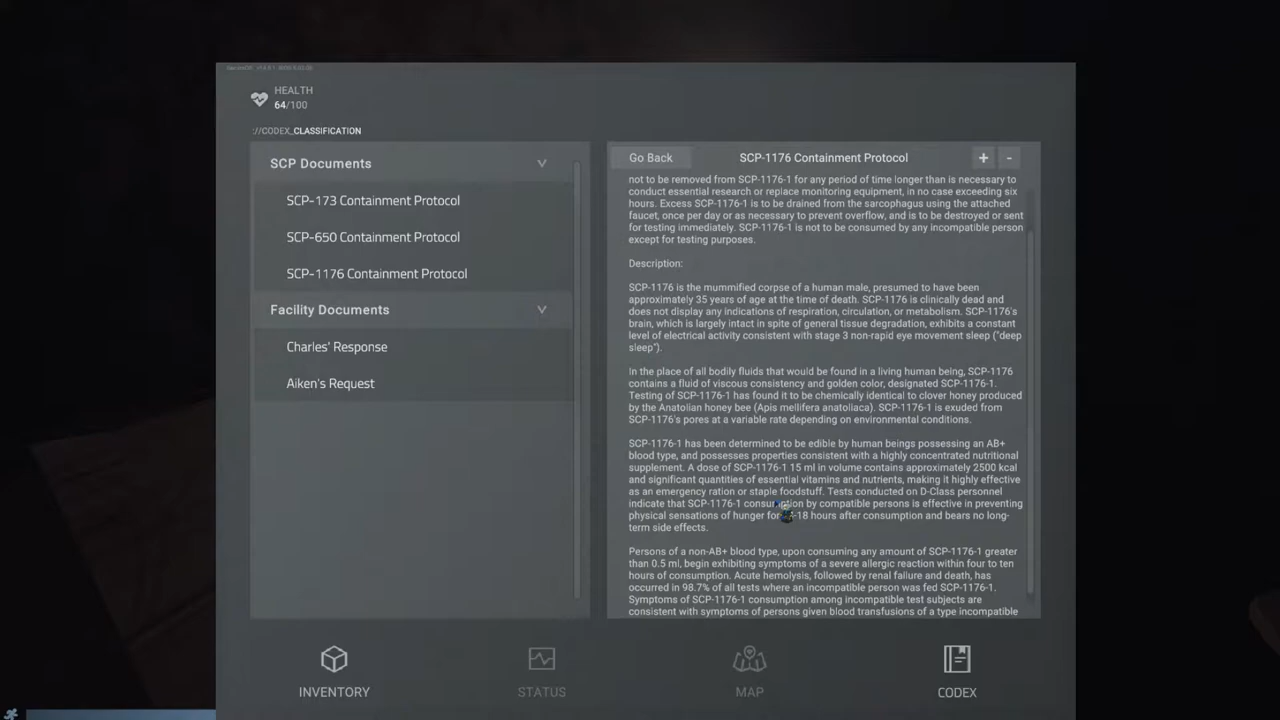 HEALTH
64/100
://CODEX_CLASSIFICATION
SCP Documents
SCP-173 Containment Protocol
SCP-650 Containment Protocol
SCP-1176 Containment Protocol
Facility Documents
Charles' Response
Aiken's Request
Go Back
SCP-1176 Containment Protocol
+ -
not to be removed from SCP-1176-1 for any period of time longer than is necessary to
conduct essential research or replace monitoring equipment, in no case exceeding six
hours. Excess SCP-1176-1 is to be drained from the sarcophagus using the attached
faucet, once per day or as necessary to prevent overflow, and is to be destroyed or sent
for testing immediately. SCP-1176-1 is not to be consumed by any incompatible person
except for testing purposes.
Description:
SCP-1176 is the mummified corpse of a human male, presumed to have been
approximately 35 years of age at the time of death. SCP-1176 is clinically dead and
does not display any indications of respiration, circulation, or metabolism. SCP-1176's
brain, which is largely intact in spite of general tissue degradation, exhibits a constant
level of electrical activity consistent with stage 3 non-rapid eye movement sleep ("deep
sleep").
In the place of all bodily fluids that would be found in a living human being, SCP-1176
contains a fluid of viscous consistency and golden color, designated SCP-1176-1.
Testing of SCP-1176-1 has found it to be chemically identical to clover honey produced
by the Anatolian honey bee (Apis mellifera anatoliaca). SCP-1176-1 is exuded from
SCP-1176's pores at a variable rate depending on environmental conditions.
SCP-1176-1 has been determined to be edible by human beings possessing an AB+
blood type, and possesses properties consistent with a highly concentrated nutritional
supplement. A dose of SCP-1176-1 15 ml in volume contains approximately 2500 kcal
and significant quantities of essential vitamins and nutrients, making it highly effective
as an emergency ration or staple foodstuff. Tests conducted on D-Class personnel
indicate that SCP-1176-1 consumption by compatible persons is effective in preventing
physical sensations of hunger for -18 hours after consumption and bears no long-
term side effects.
Persons of a non-AB+ blood type, upon consuming any amount of SCP-1176-1 greater
than 0.5 ml, begin exhibiting symptoms of a severe allergic reaction within four to ten
hours of consumption. Acute hemolysis, followed by renal failure and death, has
occurred in 98.7% of all tests where an incompatible person was fed SCP-1176-1.
Symptoms of SCP-1176-1 consumption among incompatible test subjects are
consistent with symptoms of persons given blood transfusions of a type incompatible
INVENTORY
STATUS
MAP
CODEX